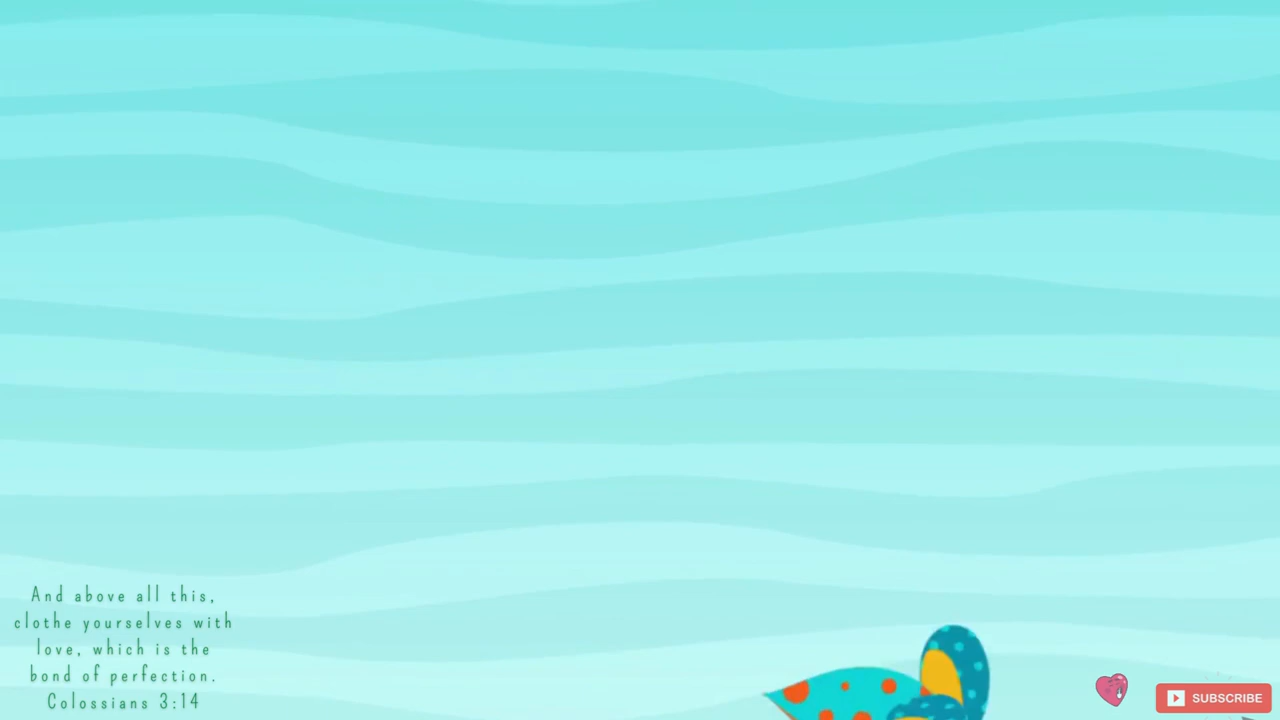 And above all this,
clothe yourselves with
love, which is the
bond of perfection.
Colossians 3:14
SUBSCRIBE